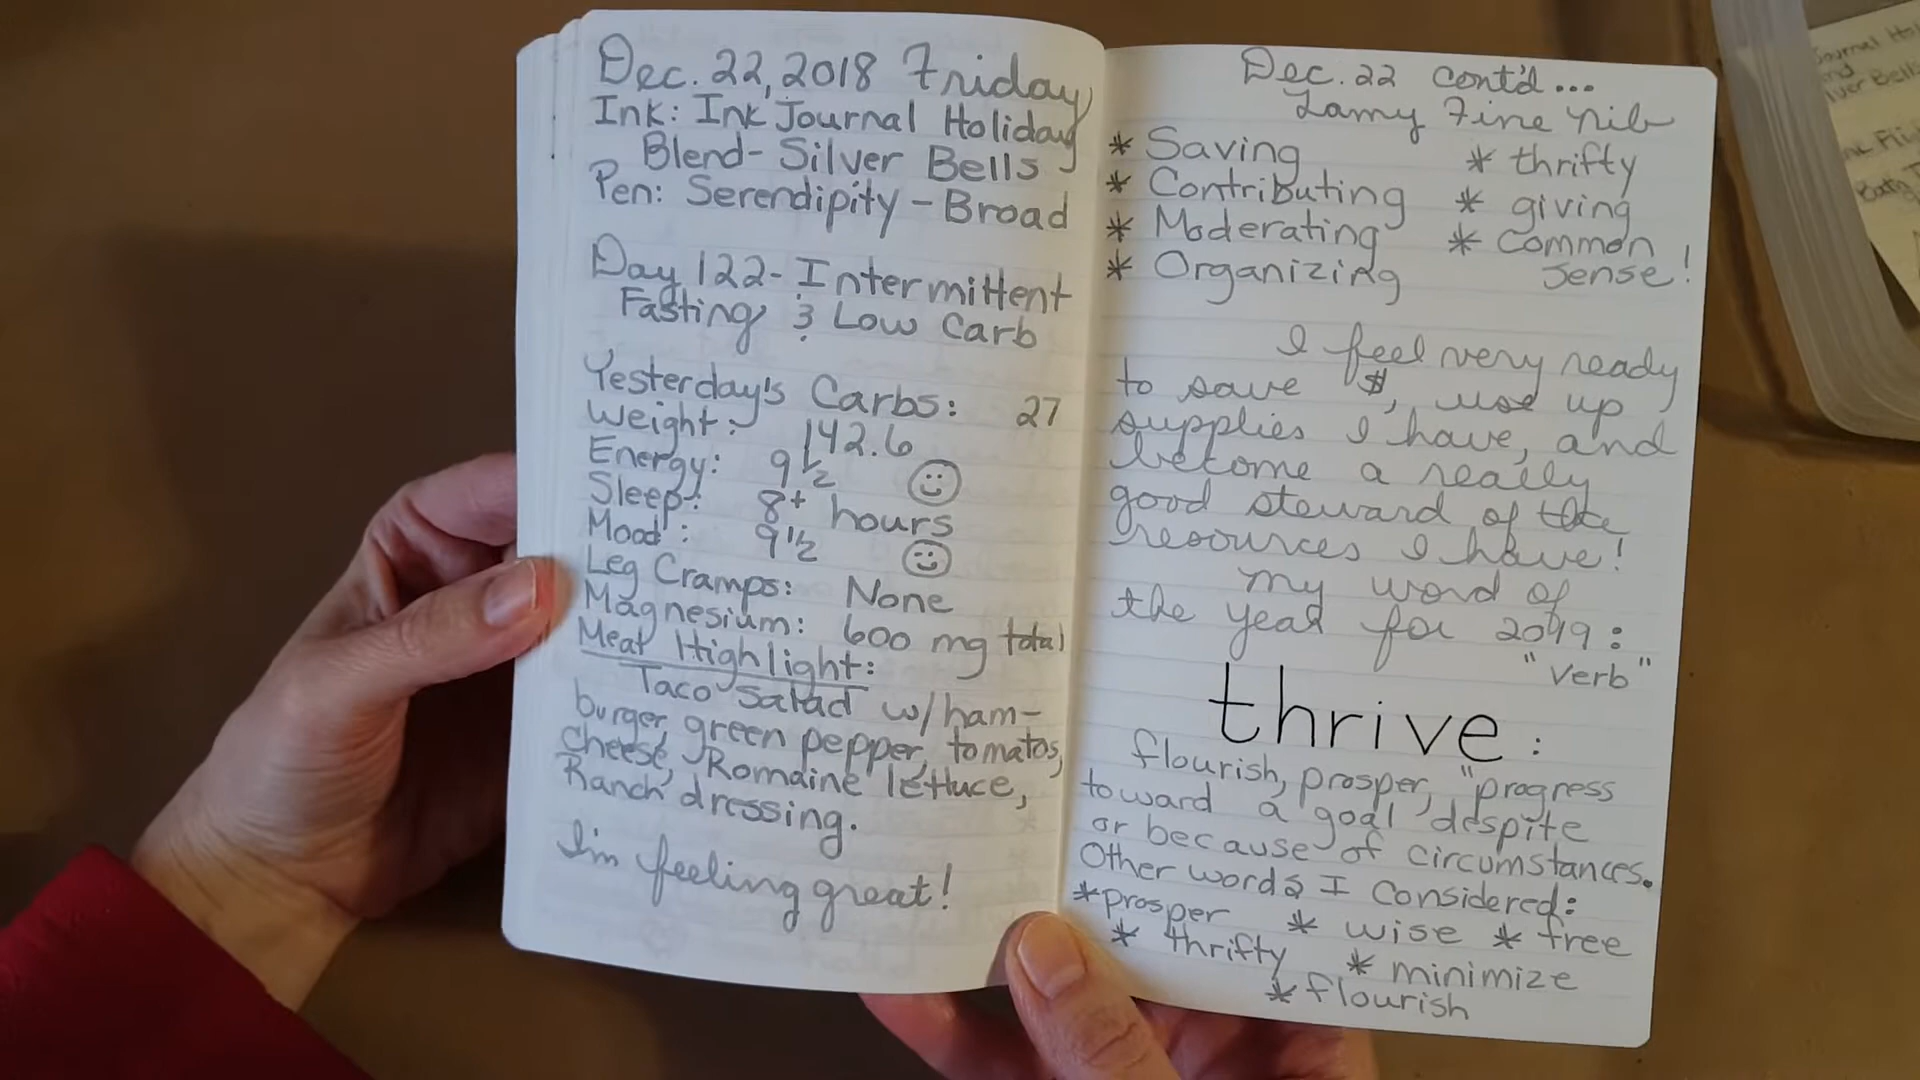 Dec. 22, 2018 Friday
Ink: Ink Journal Holiday
Blend- Silver Bells
Pen: Serendipity - Broad
Day 122- Intermittent
Fasting & Low Carb
Yesterday's Carbs: 27
Weight: 142.6
Energy: 9 1/2 ☺
Sleep: 8+ hours
Mood: 9 1/2 ☺
Leg Cramps: None
Magnesium: 600 mg total
Meat Highlight:
Taco Salad w/ham-
burger, green pepper, tomatos,
cheese, Romaine lettuce,
Ranch dressing.
I'm feeling great!
Dec. 22 cont'd...
Lamy Fine nib
* Saving * thrifty
* Contributing * giving
* Moderating * Common
* Organizing sense!
I feel very ready
to save $, use up
supplies I have, and
become a really
good steward of the
resources I have!
My word of
the year for 2019:
"verb"
thrive:
flourish, prosper, "progress
toward a goal despite
or because of circumstances.
Other words I considered:
*prosper * wise * free
* thrifty * minimize
* flourish
Journal